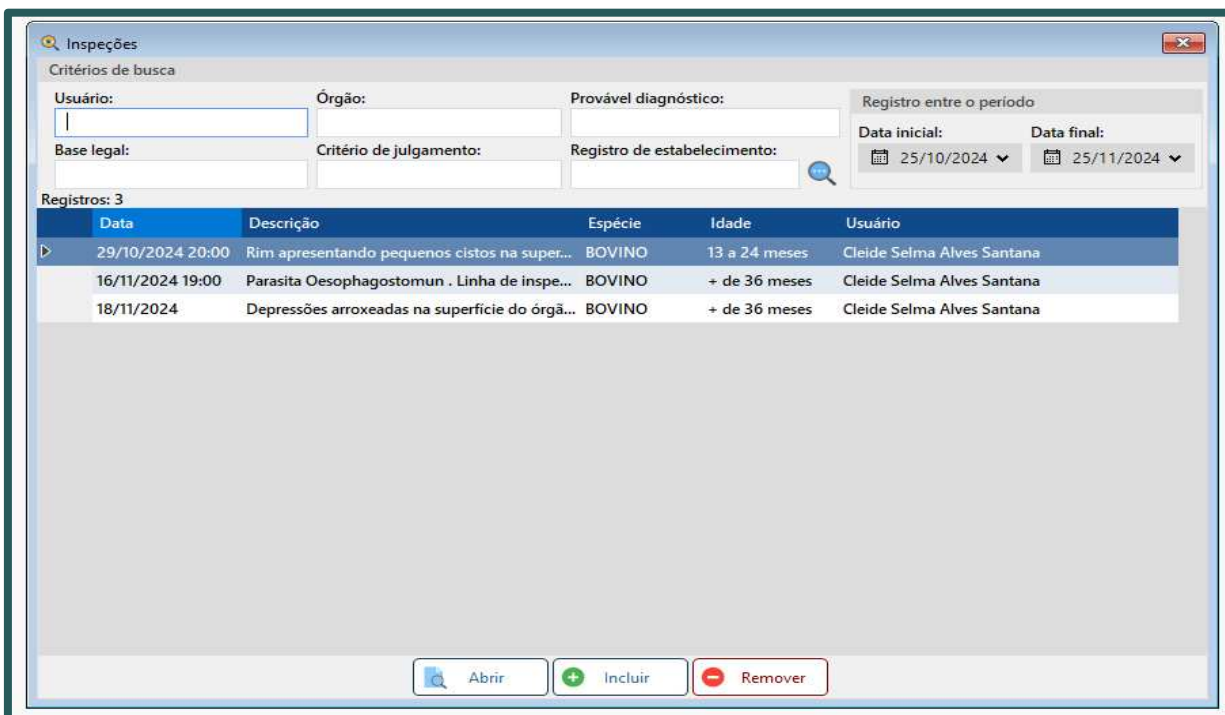 Inspeções
Critérios de busca
Usuário: Órgão: Provável diagnóstico: Registro entre o período
Data inicial: Data final:
25/10/2024 25/11/2024
Base legal: Critério de julgamento: Registro de estabelecimento:
Registros: 3
Data Descrição Espécie Idade Usuário
29/10/2024 20:00 Rim apresentando pequenos cistos na super... BOVINO 13 a 24 meses Cleide Selma Alves Santana
16/11/2024 19:00 Parasita Oesophagostomun . Linha de inspe... BOVINO + de 36 meses Cleide Selma Alves Santana
18/11/2024 Depressões arroxeadas na superfície do órgã... BOVINO + de 36 meses Cleide Selma Alves Santana
Abrir Incluir Remover